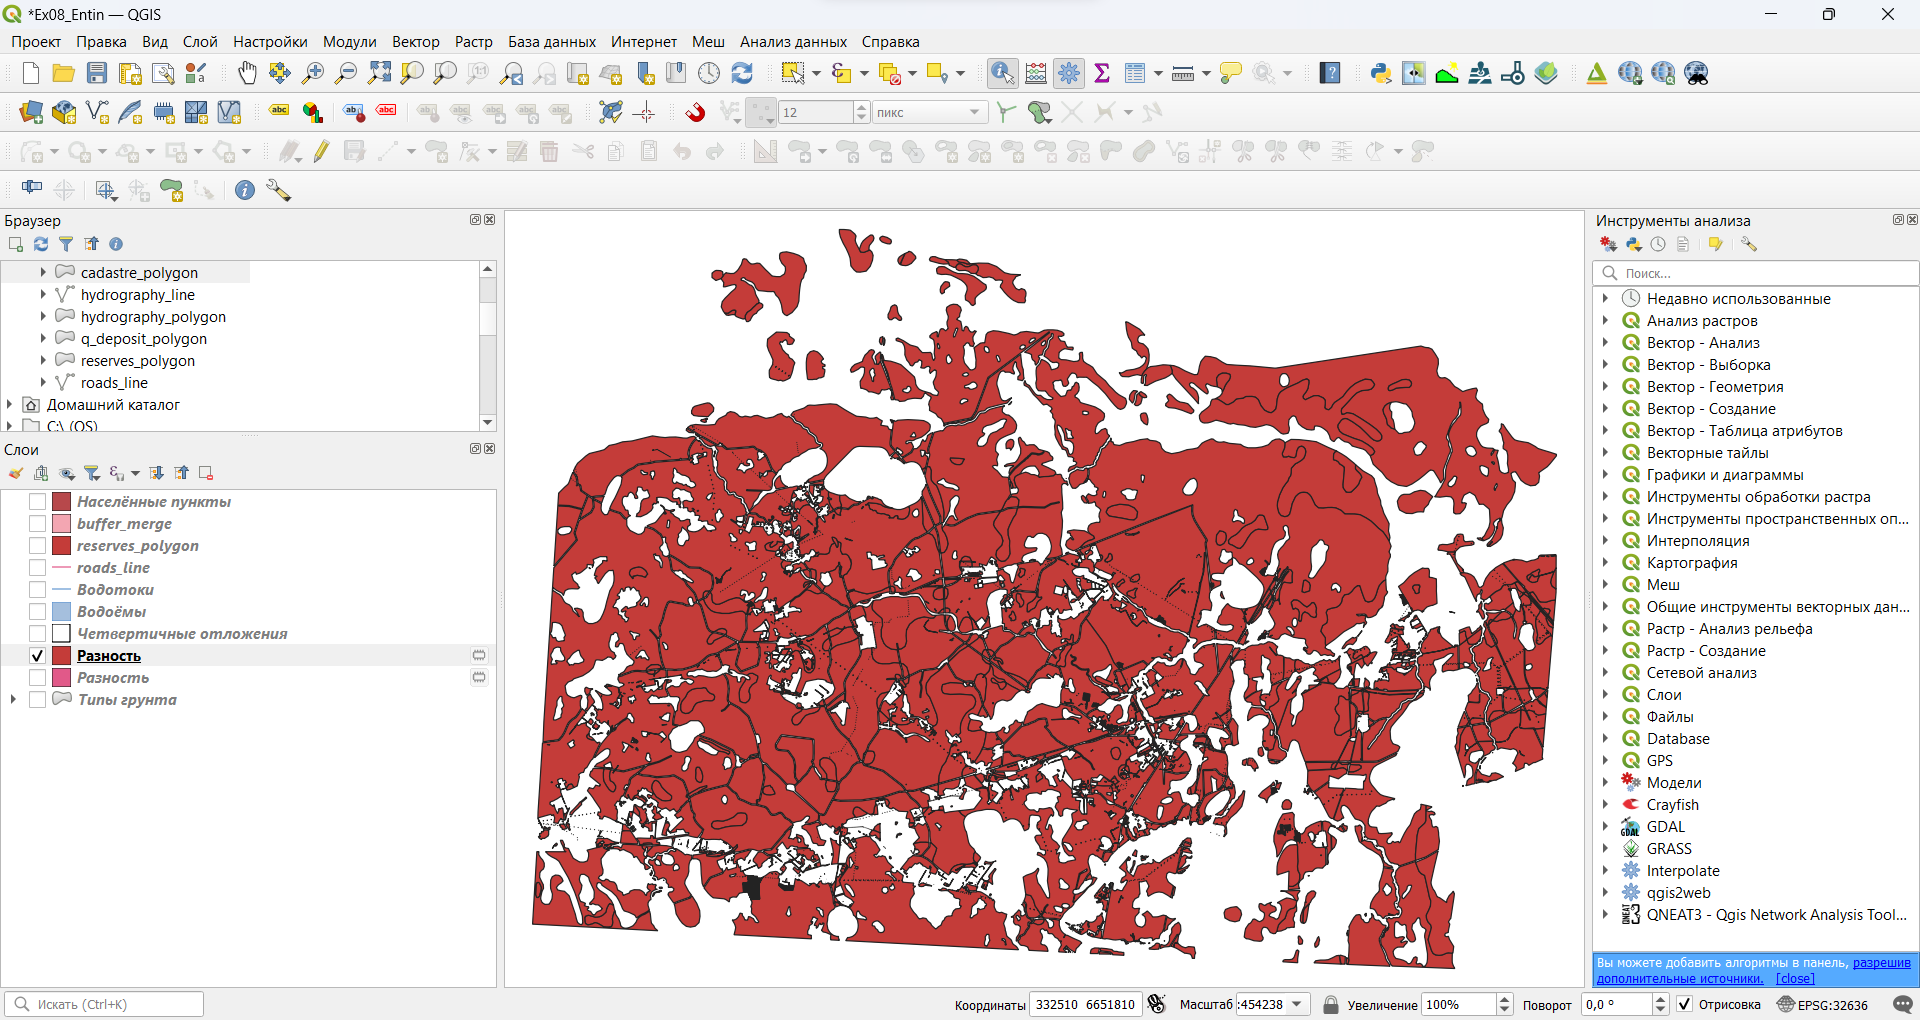 *Ex08_Entin — QGIS
Проект Правка Вид Слой Настройки Модули Вектор Растр База данных Интернет Меш Анализ данных Справка
12 пикс
Браузер
cadastre_polygon
hydrography_line
hydrography_polygon
q_deposit_polygon
reserves_polygon
roads_line
Домашний каталог
C:\ (OS)
Слои
Населённые пункты
buffer_merge
reserves_polygon
roads_line
Водотоки
Водоёмы
Четвертичные отложения
Разность
Разность
Типы грунта
Инструменты анализа
Поиск...
Недавно использованные
Анализ растров
Вектор - Анализ
Вектор - Выборка
Вектор - Геометрия
Вектор - Создание
Вектор - Таблица атрибутов
Векторные тайлы
Графики и диаграммы
Инструменты обработки растра
Инструменты пространственных оп...
Интерполяция
Картография
Меш
Общие инструменты векторных дан...
Растр - Анализ рельефа
Растр - Создание
Сетевой анализ
Слои
Файлы
Database
GPS
Модели
Crayfish
GDAL
GRASS
Interpolate
qgis2web
QNEAT3 - Qgis Network Analysis Tool...
Вы можете добавить алгоритмы в панель, разрешив
дополнительные источники. [close]
Искать (Ctrl+K)
Координаты 332510 6651810 Масштаб :454238 Увеличение 100% Поворот 0,0 ° Отрисовка EPSG:32636